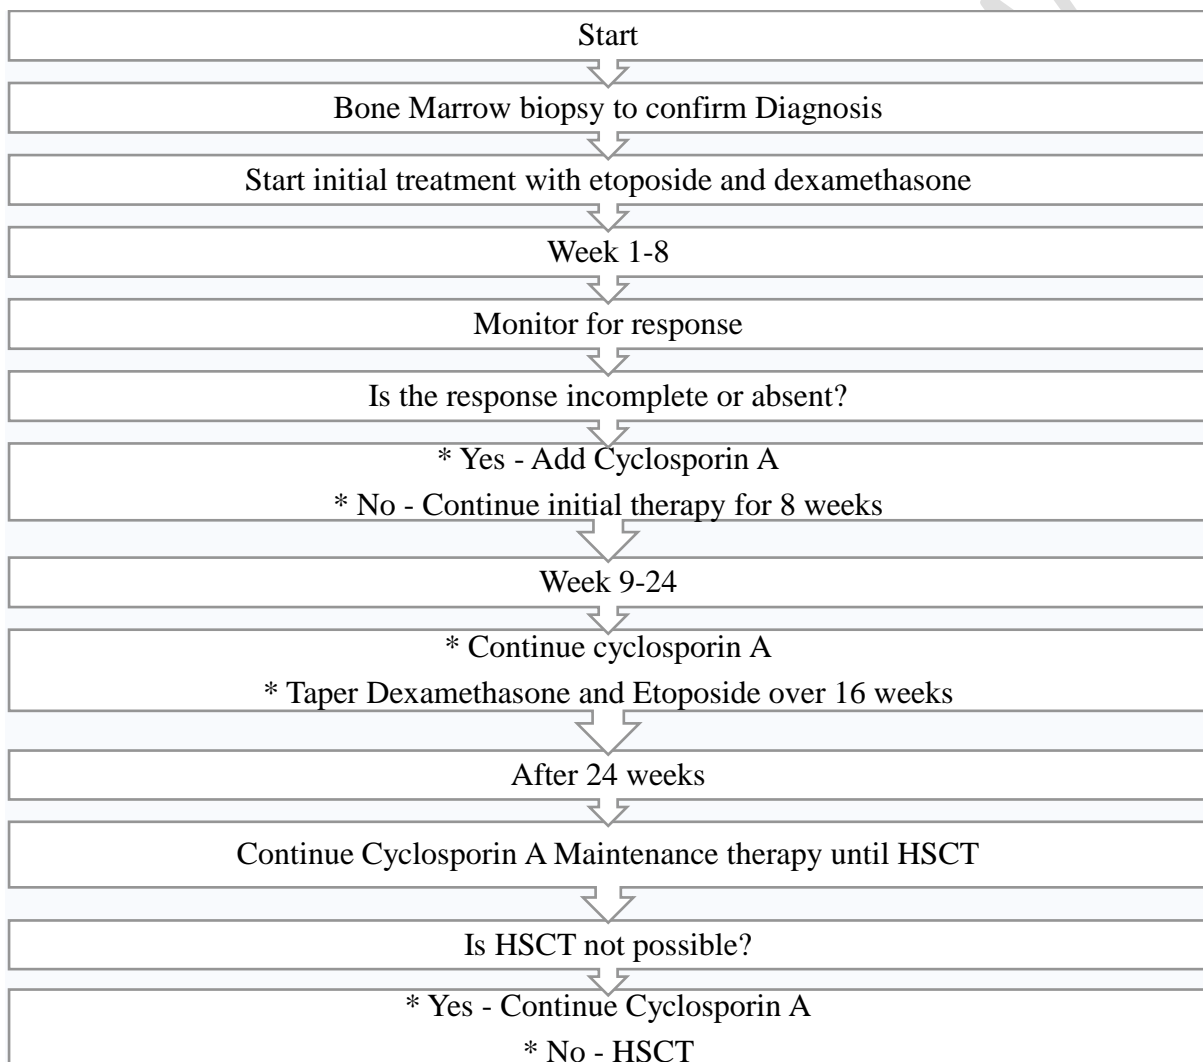 Start
Bone Marrow biopsy to confirm Diagnosis
Start initial treatment with etoposide and dexamethasone
Week 1-8
Monitor for response
Is the response incomplete or absent?
* Yes - Add Cyclosporin A
* No - Continue initial therapy for 8 weeks
Week 9-24
* Continue cyclosporin A
* Taper Dexamethasone and Etoposide over 16 weeks
After 24 weeks
Continue Cyclosporin A Maintenance therapy until HSCT
Is HSCT not possible?
* Yes - Continue Cyclosporin A
* No - HSCT